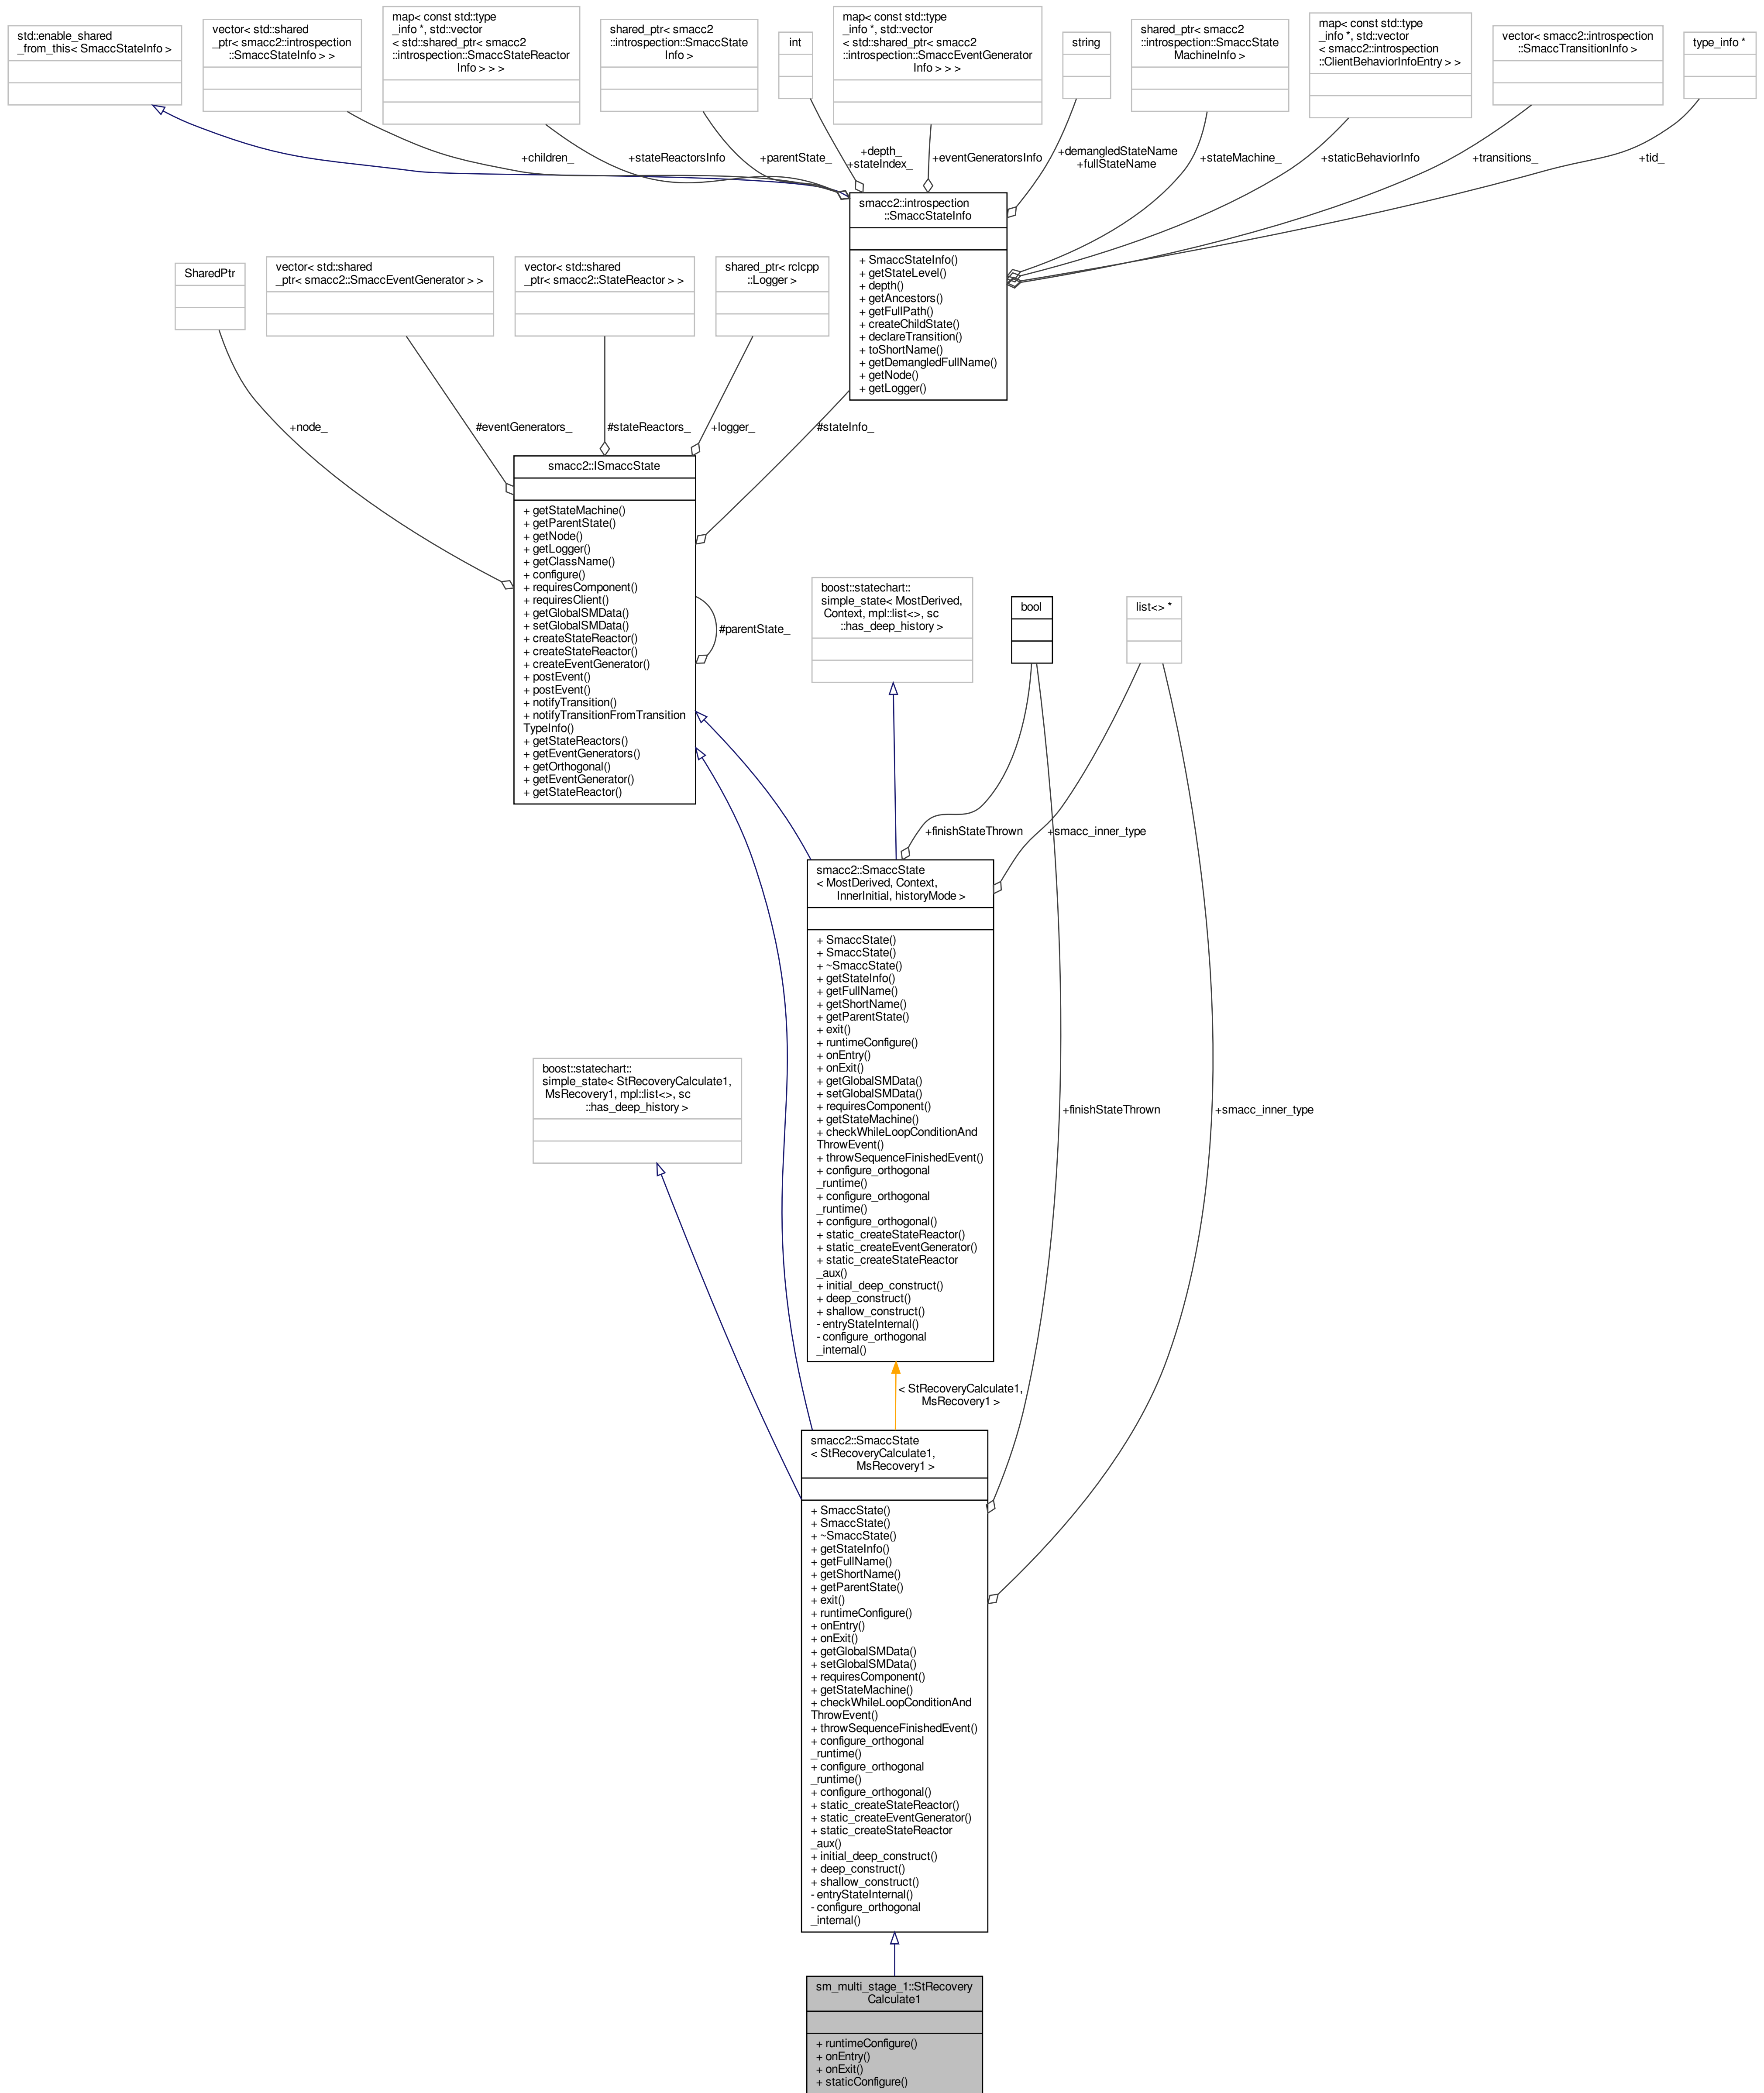 std::enable_shared
_from_this< SmaccStateInfo >
vector< std::shared
_ptr< smacc2::introspection
::SmaccStateInfo > >
map< const std::type
_info *, std::vector
< std::shared_ptr< smacc2
::introspection::SmaccStateReactor
Info > > >
shared_ptr< smacc2
::introspection::SmaccState
Info >
int
map< const std::type
_info *, std::vector
< std::shared_ptr< smacc2
::introspection::SmaccEventGenerator
Info > > >
string
shared_ptr< smacc2
::introspection::SmaccState
MachineInfo >
map< const std::type
_info *, std::vector
< smacc2::introspection
::ClientBehaviorInfoEntry > >
vector< smacc2::introspection
::SmaccTransitionInfo >
type_info *
+children_
+stateReactorsInfo
+parentState_
+depth_
+stateIndex_
+eventGeneratorsInfo
+demangledStateName
+fullStateName
+stateMachine_
+staticBehaviorInfo
+transitions_
+tid_
smacc2::introspection
::SmaccStateInfo
+ SmaccStateInfo()
+ getStateLevel()
+ depth()
+ getAncestors()
+ getFullPath()
+ createChildState()
+ declareTransition()
+ toShortName()
+ getDemangledFullName()
+ getNode()
+ getLogger()
SharedPtr
vector< std::shared
_ptr< smacc2::SmaccEventGenerator > >
vector< std::shared
_ptr< smacc2::StateReactor > >
shared_ptr< rclcpp
::Logger >
+node_
#eventGenerators_
#stateReactors_
+logger_
#stateInfo_
smacc2::ISmaccState
+ getStateMachine()
+ getParentState()
+ getNode()
+ getLogger()
+ getClassName()
+ configure()
+ requiresComponent()
+ requiresClient()
+ getGlobalSMData()
+ setGlobalSMData()
+ createStateReactor()
+ createStateReactor()
+ createEventGenerator()
+ postEvent()
+ postEvent()
+ notifyTransition()
+ notifyTransitionFromTransition
TypeInfo()
+ getStateReactors()
+ getEventGenerators()
+ getOrthogonal()
+ getEventGenerator()
+ getStateReactor()
#parentState_
boost::statechart::
simple_state< MostDerived,
Context, mpl::list<>, sc
::has_deep_history >
bool
list<> *
+finishStateThrown
+smacc_inner_type
smacc2::SmaccState
< MostDerived, Context,
InnerInitial, historyMode >
+ SmaccState()
+ SmaccState()
+ ~SmaccState()
+ getStateInfo()
+ getFullName()
+ getShortName()
+ getParentState()
+ exit()
+ runtimeConfigure()
+ onEntry()
+ onExit()
+ getGlobalSMData()
+ setGlobalSMData()
+ requiresComponent()
+ getStateMachine()
+ checkWhileLoopConditionAnd
ThrowEvent()
+ throwSequenceFinishedEvent()
+ configure_orthogonal
_runtime()
+ configure_orthogonal
_runtime()
+ configure_orthogonal()
+ static_createStateReactor()
+ static_createEventGenerator()
+ static_createStateReactor
_aux()
+ initial_deep_construct()
+ deep_construct()
+ shallow_construct()
- entryStateInternal()
- configure_orthogonal
_internal()
boost::statechart::
simple_state< StRecoveryCalculate1,
MsRecovery1, mpl::list<>, sc
::has_deep_history >
+finishStateThrown
+smacc_inner_type
< StRecoveryCalculate1,
MsRecovery1 >
smacc2::SmaccState
< StRecoveryCalculate1,
MsRecovery1 >
+ SmaccState()
+ SmaccState()
+ ~SmaccState()
+ getStateInfo()
+ getFullName()
+ getShortName()
+ getParentState()
+ exit()
+ runtimeConfigure()
+ onEntry()
+ onExit()
+ getGlobalSMData()
+ setGlobalSMData()
+ requiresComponent()
+ getStateMachine()
+ checkWhileLoopConditionAnd
ThrowEvent()
+ throwSequenceFinishedEvent()
+ configure_orthogonal
_runtime()
+ configure_orthogonal
_runtime()
+ configure_orthogonal()
+ static_createStateReactor()
+ static_createEventGenerator()
+ static_createStateReactor
_aux()
+ initial_deep_construct()
+ deep_construct()
+ shallow_construct()
- entryStateInternal()
- configure_orthogonal
_internal()
sm_multi_stage_1::StRecovery
Calculate1
+ runtimeConfigure()
+ onEntry()
+ onExit()
+ staticConfigure()